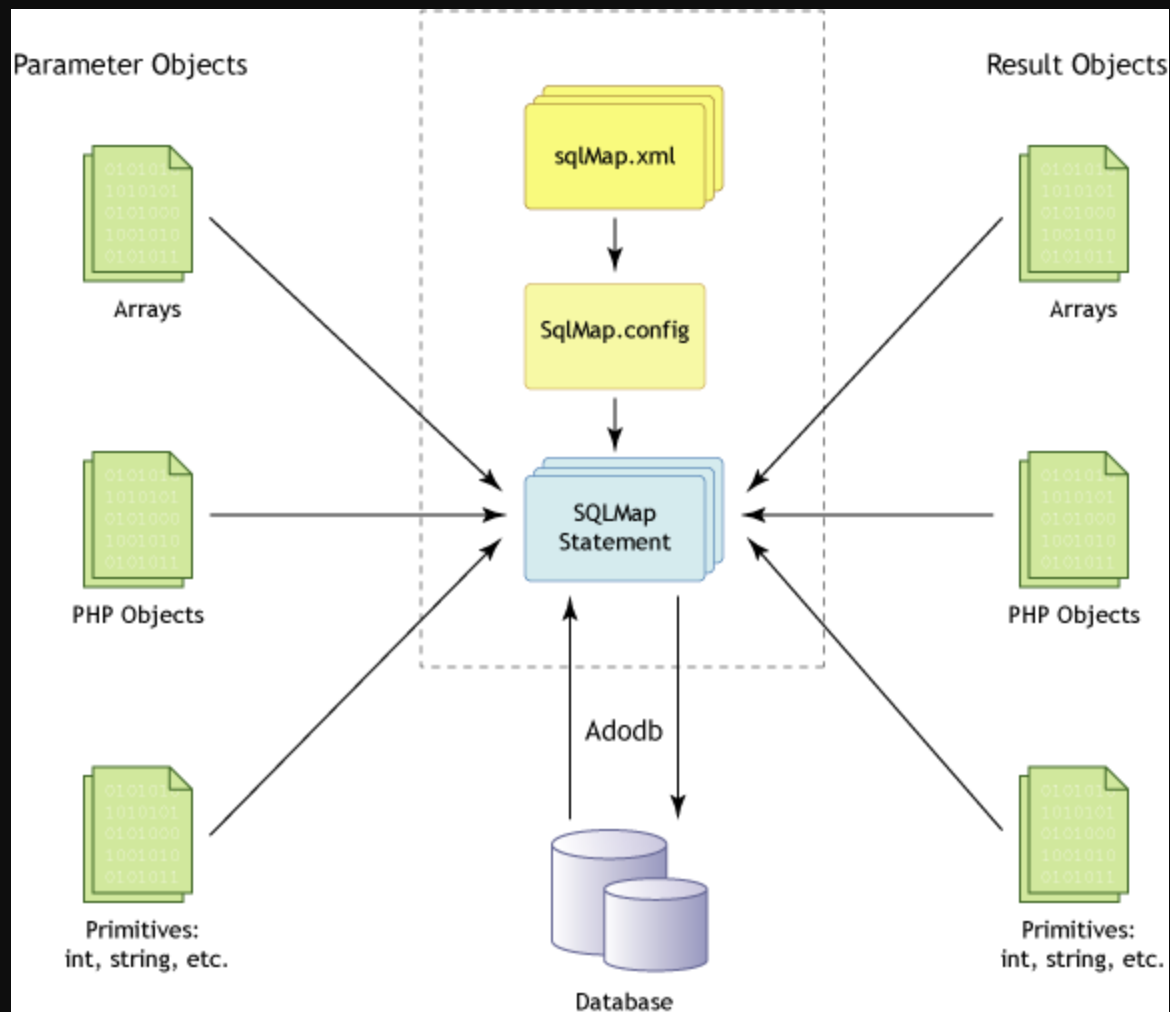 Parameter Objects
Result Objects
sqlMap.xml
SqlMap.config
SQLMap
Statement
Arrays
Arrays
PHP Objects
PHP Objects
Adodb
Primitives:
int, string, etc.
Primitives:
int, string, etc.
Database